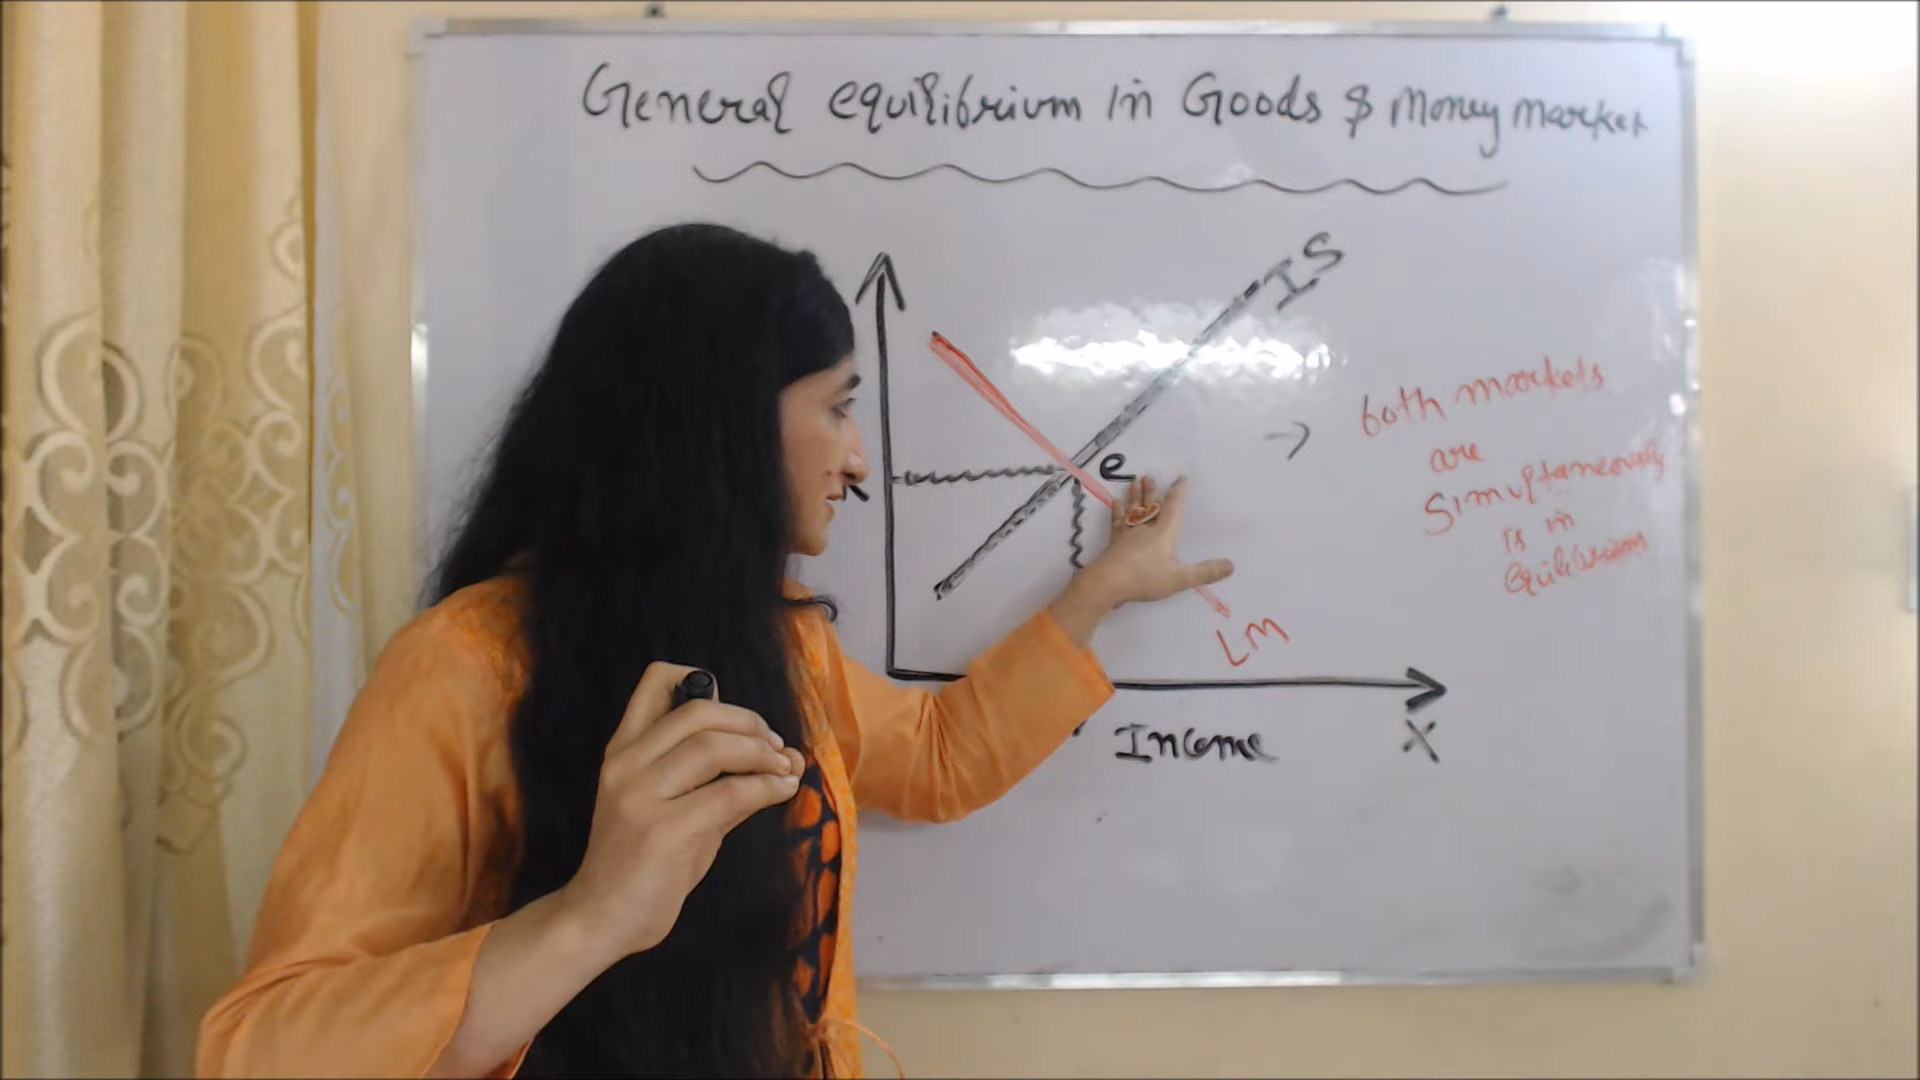 General equilibrium in Goods & Money market
IS
e
both markets
are
Simultaneously
is in
equilibrium
LM
Income
X